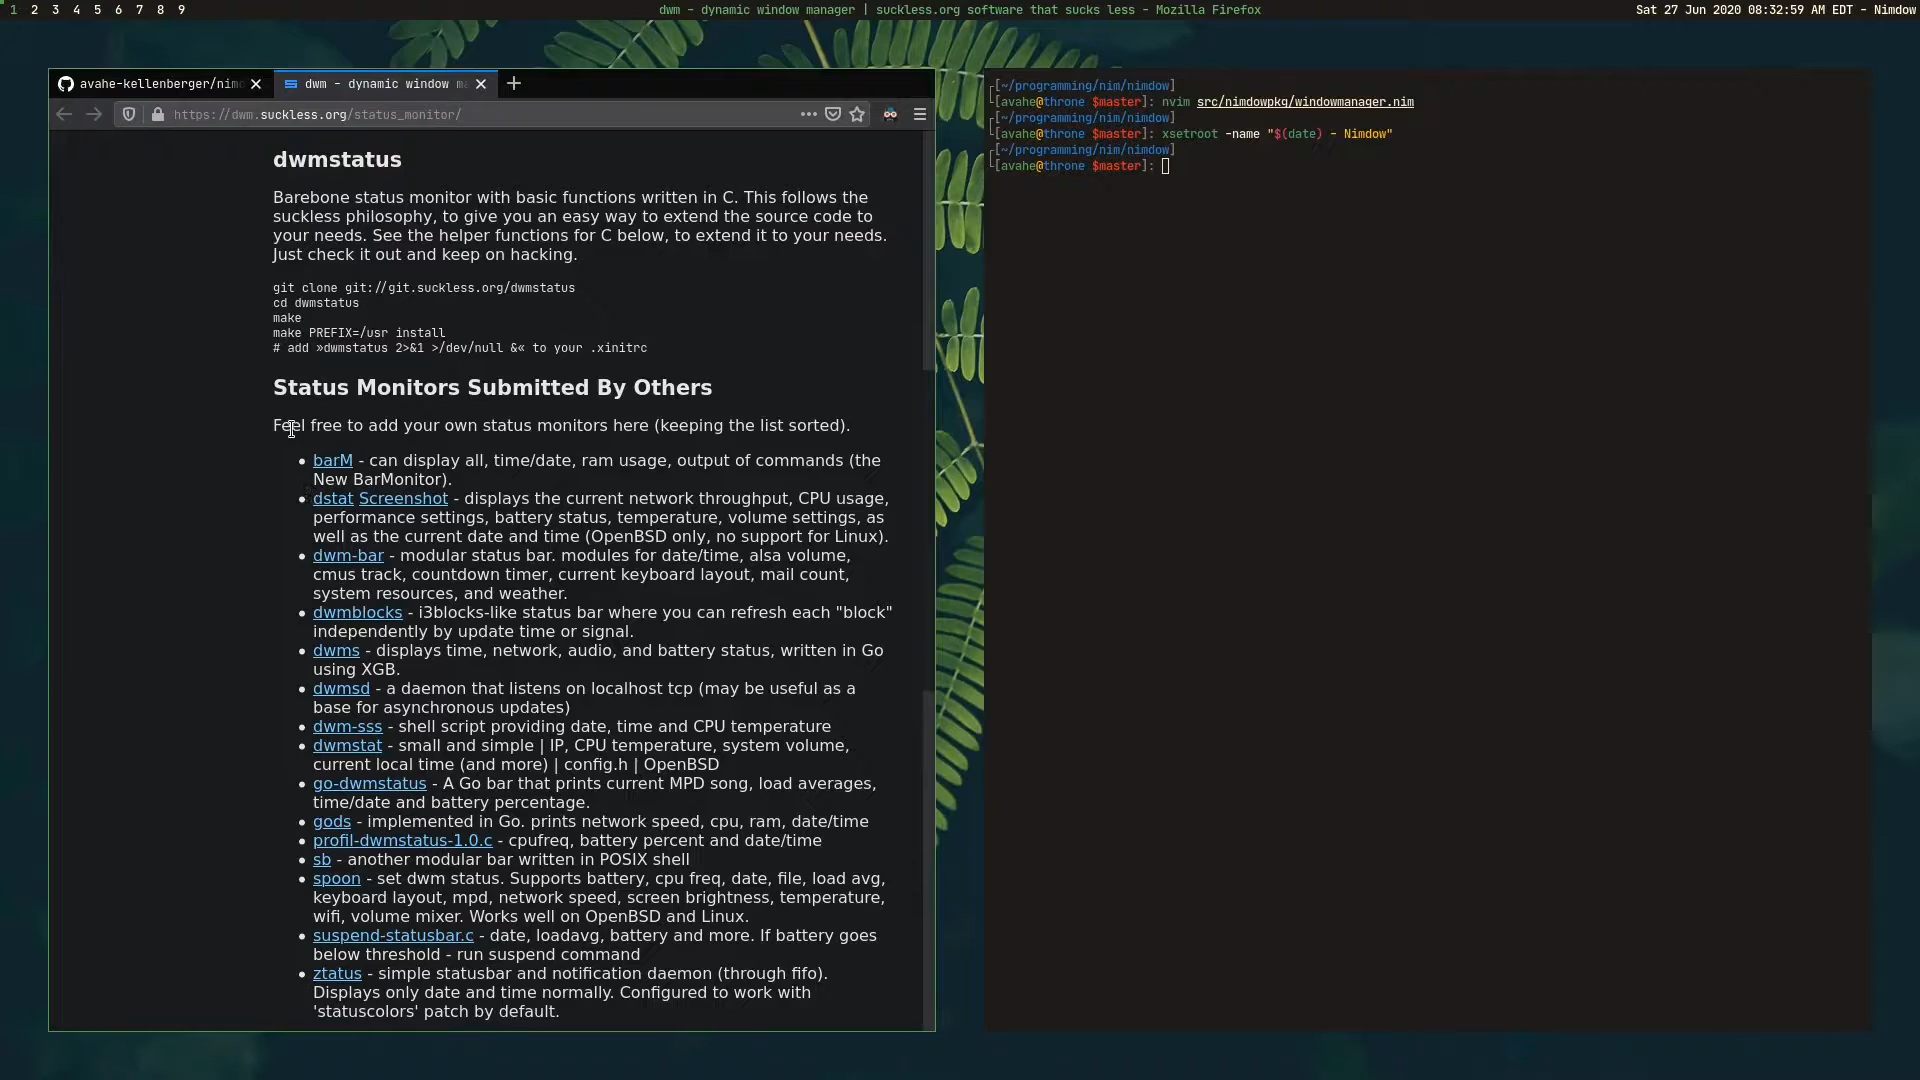 1 2 3 4 5 6 7 8 9
dwm - dynamic window manager | suckless.org software that sucks less - Mozilla Firefox
Sat 27 Jun 2020 08:32:59 AM EDT - Nimdow
avahe-kellenberger/nim
dwm - dynamic window ma
https://dwm.suckless.org/status_monitor/
dwmstatus
Barebone status monitor with basic functions written in C. This follows the
suckless philosophy, to give you an easy way to extend the source code to
your needs. See the helper functions for C below, to extend it to your needs.
Just check it out and keep on hacking.
git clone git://git.suckless.org/dwmstatus
cd dwmstatus
make
make PREFIX=/usr install
# add »dwmstatus 2>&1 >/dev/null &« to your .xinitrc
Status Monitors Submitted By Others
Feel free to add your own status monitors here (keeping the list sorted).
• barM - can display all, time/date, ram usage, output of commands (the
New BarMonitor).
• dstat Screenshot - displays the current network throughput, CPU usage,
performance settings, battery status, temperature, volume settings, as
well as the current date and time (OpenBSD only, no support for Linux).
• dwm-bar - modular status bar. modules for date/time, alsa volume,
cmus track, countdown timer, current keyboard layout, mail count,
system resources, and weather.
• dwmblocks - i3blocks-like status bar where you can refresh each "block"
independently by update time or signal.
• dwms - displays time, network, audio, and battery status, written in Go
using XGB.
• dwmsd - a daemon that listens on localhost tcp (may be useful as a
base for asynchronous updates)
• dwm-sss - shell script providing date, time and CPU temperature
• dwmstat - small and simple | IP, CPU temperature, system volume,
current local time (and more) | config.h | OpenBSD
• go-dwmstatus - A Go bar that prints current MPD song, load averages,
time/date and battery percentage.
• gods - implemented in Go. prints network speed, cpu, ram, date/time
• profil-dwmstatus-1.0.c - cpufreq, battery percent and date/time
• sb - another modular bar written in POSIX shell
• spoon - set dwm status. Supports battery, cpu freq, date, file, load avg,
keyboard layout, mpd, network speed, screen brightness, temperature,
wifi, volume mixer. Works well on OpenBSD and Linux.
• suspend-statusbar.c - date, loadavg, battery and more. If battery goes
below threshold - run suspend command
• ztatus - simple statusbar and notification daemon (through fifo).
Displays only date and time normally. Configured to work with
'statuscolors' patch by default.
┌[~/programming/nim/nimdow]
└[avahe@throne $master]: nvim src/nimdowpkg/windowmanager.nim
┌[~/programming/nim/nimdow]
└[avahe@throne $master]: xsetroot -name "$(date) - Nimdow"
┌[~/programming/nim/nimdow]
└[avahe@throne $master]: